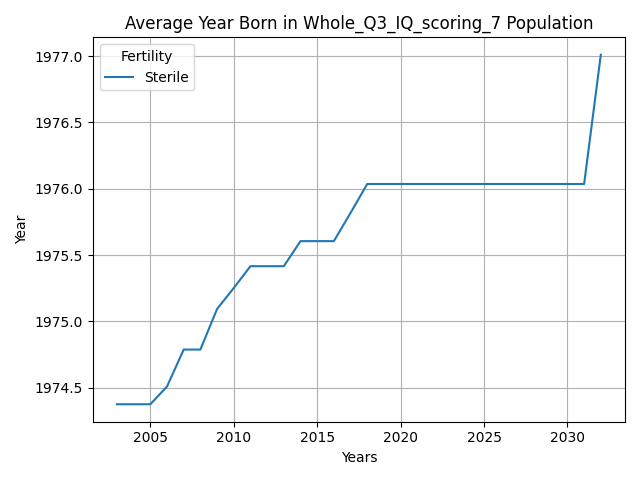 Average Year Born in Whole_Q3_IQ_scoring_7 Population
Fertility
Sterile
1977.0
1976.5
1976.0
1975.5
1975.0
1974.5
Year
2005 2010 2015 2020 2025 2030
Years